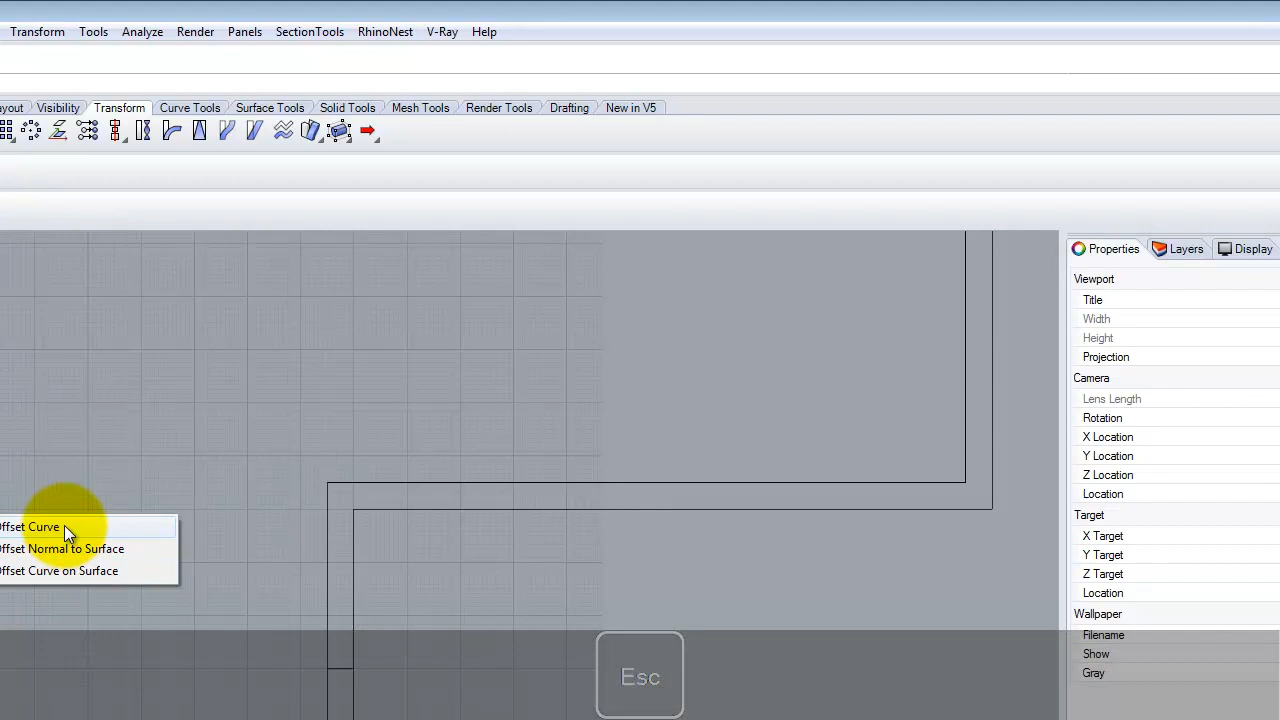 Transform Tools Analyze Render Panels SectionTools RhinoNest V-Ray Help
ayout Visibility Transform Curve Tools Surface Tools Solid Tools Mesh Tools Render Tools Drafting New in V5
Properties Layers Display
Viewport
Title
Width
Height
Projection
Camera
Lens Length
Rotation
X Location
Y Location
Z Location
Location
Target
X Target
Y Target
Z Target
Location
Wallpaper
Filename
Show
Gray
ffset Curve
ffset Normal to Surface
ffset Curve on Surface
Esc